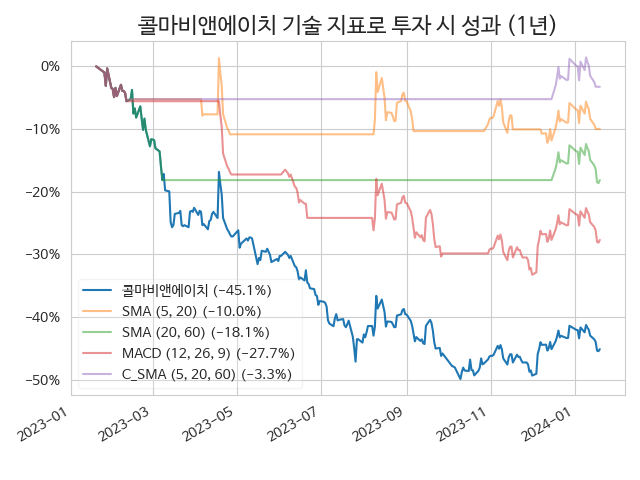 콜마비앤에이치 기술 지표로 투자 시 성과 (1년)
0%
−10%
−20%
−30%
−40%
−50%
콜마비앤에이치 (−45.1%)
SMA (5, 20) (−10.0%)
SMA (20, 60) (−18.1%)
MACD (12, 26, 9) (−27.7%)
C_SMA (5, 20, 60) (−3.3%)
2023−01
2023−03
2023−05
2023−07
2023−09
2023−11
2024−01